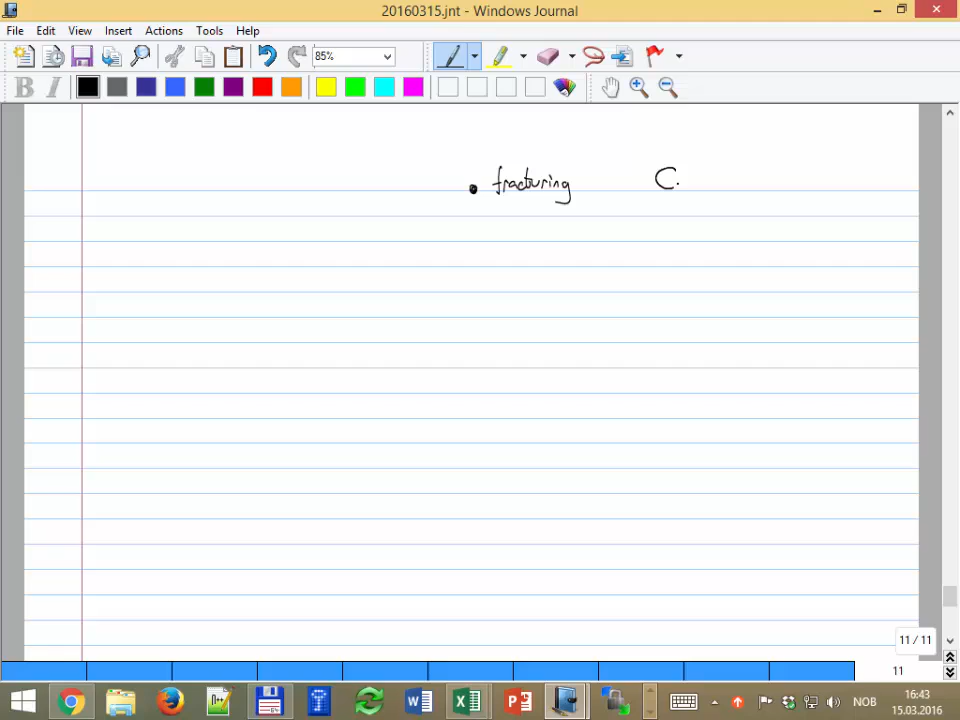 20160315.jnt - Windows Journal
File Edit View Insert Actions Tools Help
85%
B I
• fracturing C.
11 / 11
11
16:43
NOB
15.03.2016